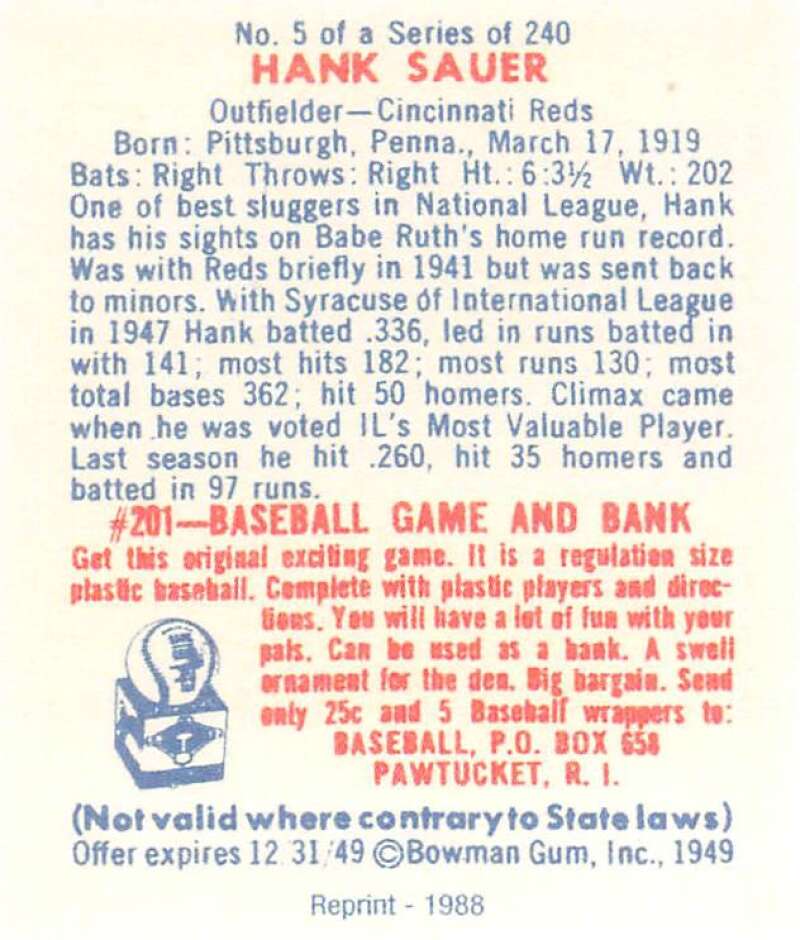 No. 5 of a Series of 240
HANK SAUER
Outfielder—Cincinnati Reds
Born: Pittsburgh, Penna., March 17, 1919
Bats: Right Throws: Right Ht.: 6:3½ Wt.: 202
One of best sluggers in National League, Hank
has his sights on Babe Ruth's home run record.
Was with Reds briefly in 1941 but was sent back
to minors. With Syracuse of International League
in 1947 Hank batted .336, led in runs batted in
with 141; most hits 182; most runs 130; most
total bases 362; hit 50 homers. Climax came
when he was voted IL's Most Valuable Player.
Last season he hit .260, hit 35 homers and
batted in 97 runs.
#201—BASEBALL GAME AND BANK
Get this original exciting game. It is a regulation size
plastic baseball. Complete with plastic players and direc-
tions. You will have a lot of fun with your
pals. Can be used as a bank. A swell
ornament for the den. Big bargain. Send
only 25c and 5 Baseball wrappers to:
BASEBALL, P.O. BOX 658
PAWTUCKET, R. I.
(Not valid where contrary to State laws)
Offer expires 12/31/49 ©Bowman Gum, Inc., 1949
Reprint - 1988